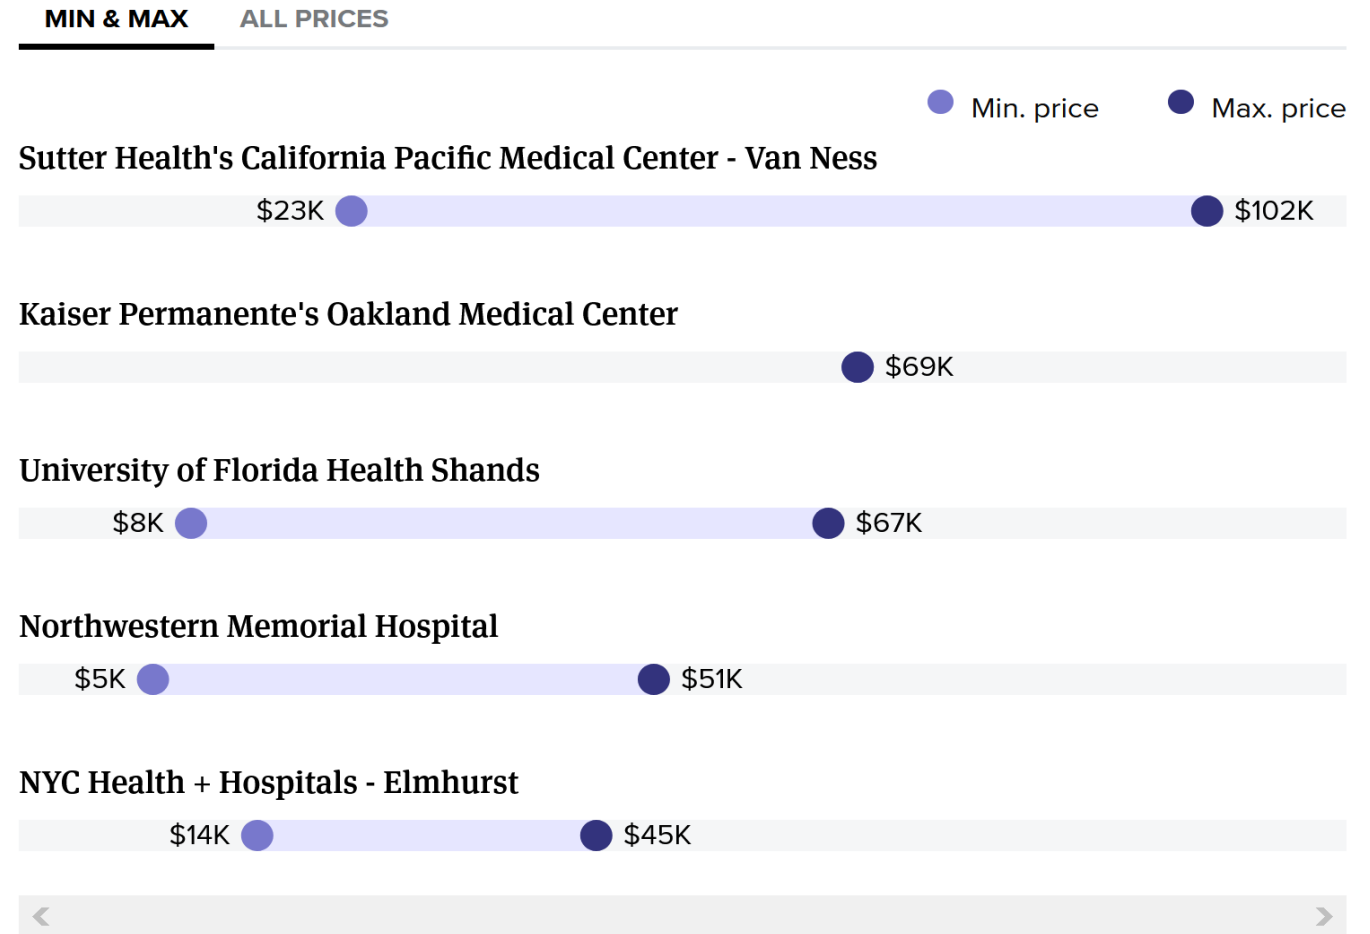 MIN & MAX ALL PRICES
Min. price Max. price
Sutter Health's California Pacific Medical Center - Van Ness
$23K $102K
Kaiser Permanente's Oakland Medical Center
$69K
University of Florida Health Shands
$8K $67K
Northwestern Memorial Hospital
$5K $51K
NYC Health + Hospitals - Elmhurst
$14K $45K